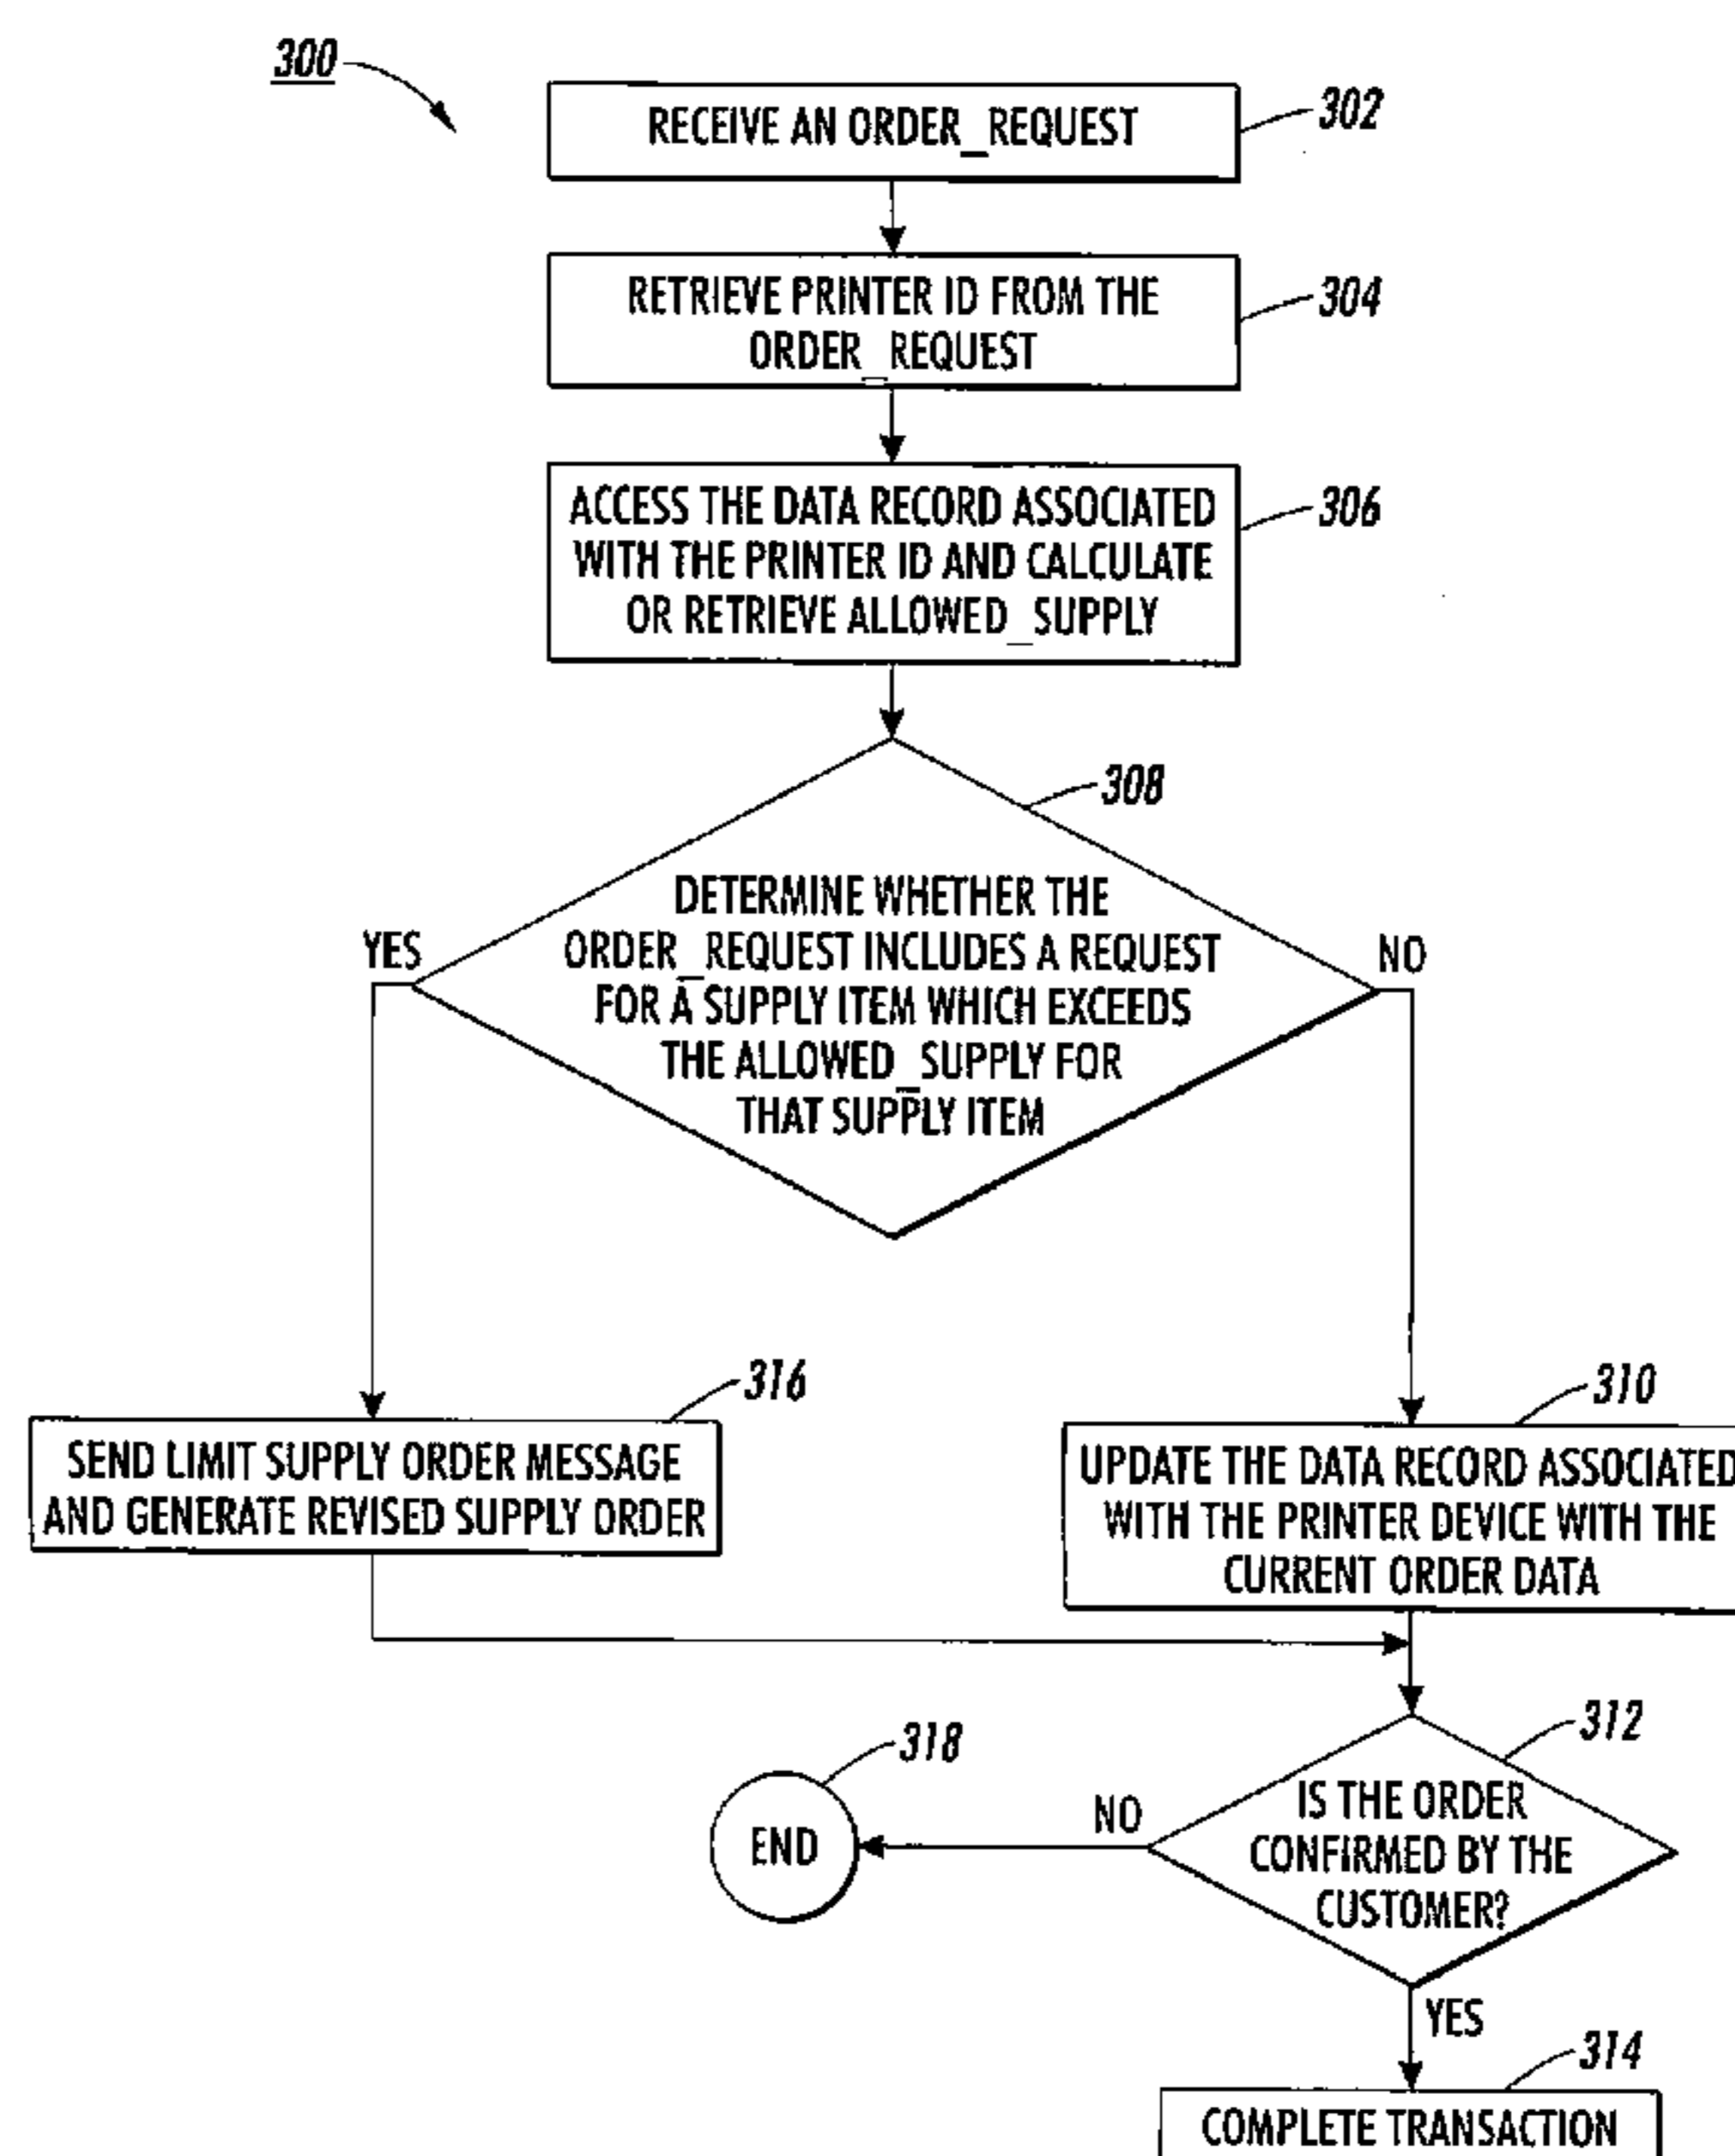 300
RECEIVE AN ORDER_REQUEST
302
RETRIEVE PRINTER ID FROM THE
ORDER_REQUEST
304
ACCESS THE DATA RECORD ASSOCIATED
WITH THE PRINTER ID AND CALCULATE
OR RETRIEVE ALLOWED_SUPPLY
306
308
DETERMINE WHETHER THE
ORDER_REQUEST INCLUDES A REQUEST
FOR A SUPPLY ITEM WHICH EXCEEDS
THE ALLOWED_SUPPLY FOR
THAT SUPPLY ITEM
YES
NO
316
SEND LIMIT SUPPLY ORDER MESSAGE
AND GENERATE REVISED SUPPLY ORDER
310
UPDATE THE DATA RECORD ASSOCIATED
WITH THE PRINTER DEVICE WITH THE
CURRENT ORDER DATA
312
IS THE ORDER
CONFIRMED BY THE
CUSTOMER?
NO
318
END
YES
314
COMPLETE TRANSACTION